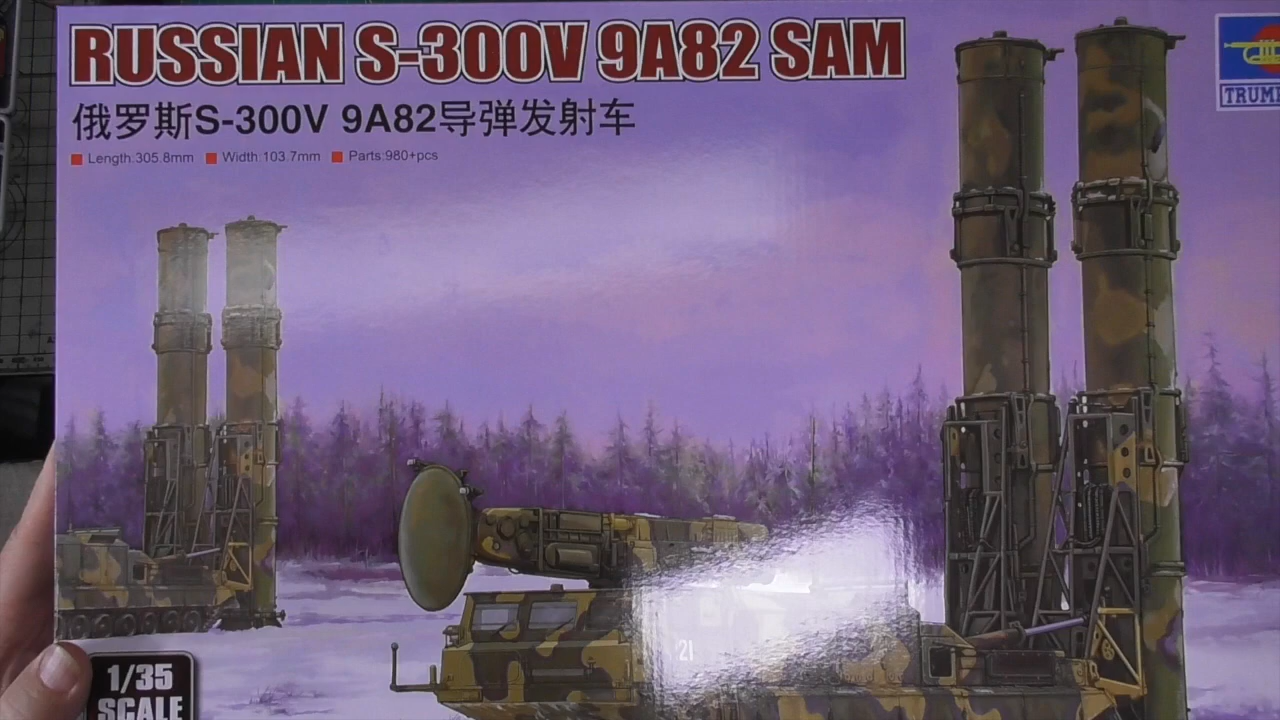 RUSSIAN S-300V 9A82 SAM
俄罗斯S-300V 9A82导弹发射车
Length:305.8mm Width:103.7mm Parts:980+pcs
1/35
SCALE
'21